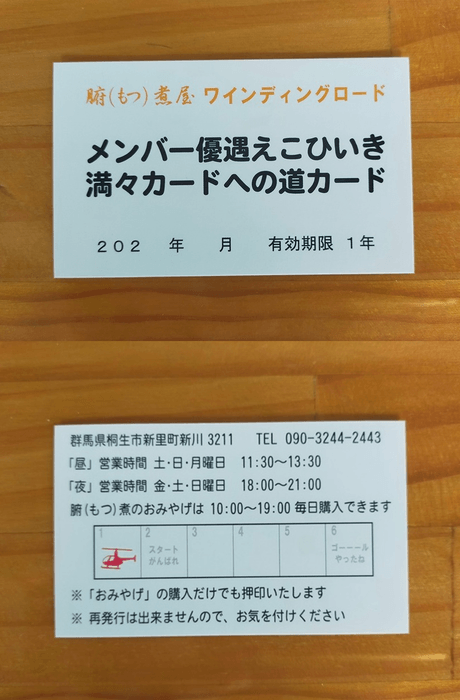 腑(もつ)煮屋 ワインディングロード
メンバー優遇えこひいき
満々カードへの道カード
202 年 月 有効期限 1年
群馬県桐生市新里町新川 3211 TEL 090-3244-2443
「昼」営業時間 土・日・月曜日 11:30〜13:30
「夜」営業時間 金・土・日曜日 18:00〜21:00
腑(もつ)煮のおみやげは 10:00〜19:00 毎日購入できます
1 2 3 4 5 6
スタート ゴーーール
がんばれ やったね
※「おみやげ」の購入だけでも押印いたします
※ 再発行は出来ませんので、お気を付けください